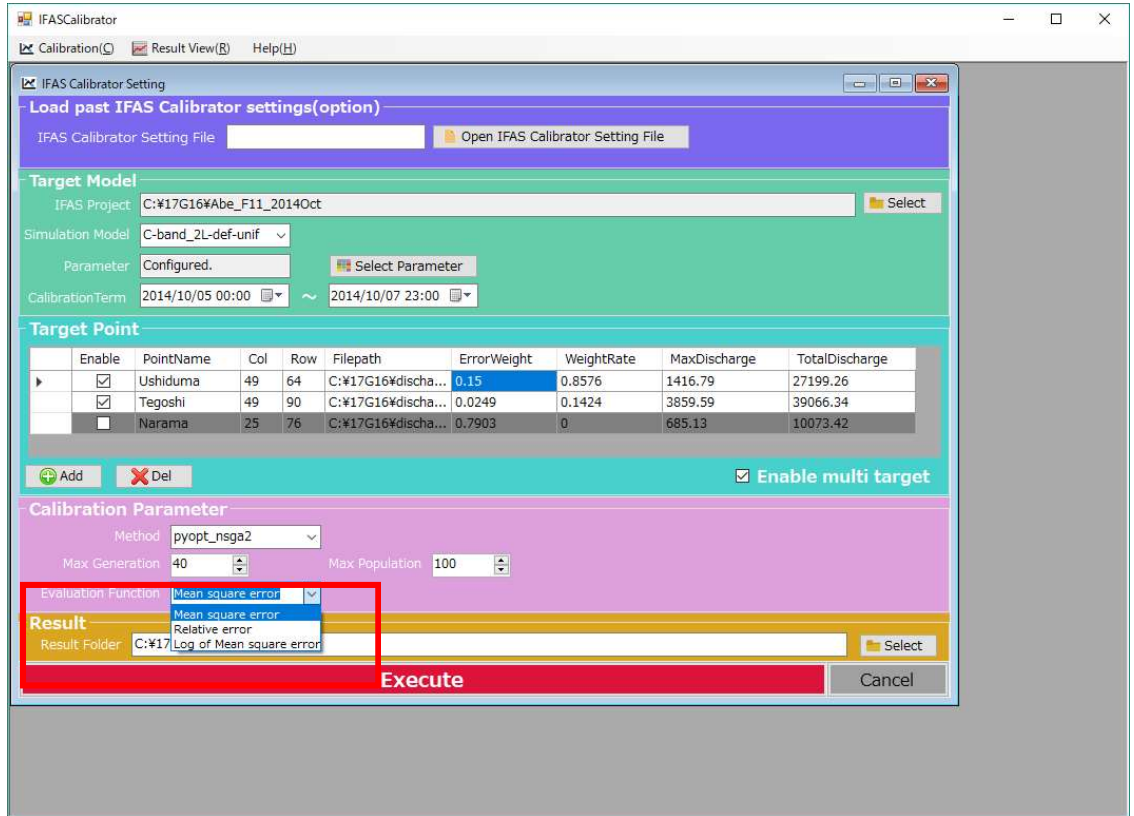 IFASCalibrator
Calibration(C) Result View(R) Help(H)
IFAS Calibrator Setting
Load past IFAS Calibrator settings(option)
IFAS Calibrator Setting File Open IFAS Calibrator Setting File
Target Model
IFAS Project C:¥17G16¥Abe_F11_2014Oct Select
Simulation Model C-band_2L-def-unif
Parameter Configured. Select Parameter
CalibrationTerm 2014/10/05 00:00 ～ 2014/10/07 23:00
Target Point
Enable PointName Col Row Filepath ErrorWeight WeightRate MaxDischarge TotalDischarge
Ushiduma 49 64 C:¥17G16¥discha... 0.15 0.8576 1416.79 27199.26
Tegoshi 49 90 C:¥17G16¥discha... 0.0249 0.1424 3859.59 39066.34
Narama 25 76 C:¥17G16¥discha... 0.7903 0 685.13 10073.42
Add Del Enable multi target
Calibration Parameter
Method pyopt_nsga2
Max Generation 40 Max Population 100
Evaluation Function Mean square error
Mean square error
Result
Relative error
Result Folder C:¥17 Log of Mean square error Select
Execute Cancel